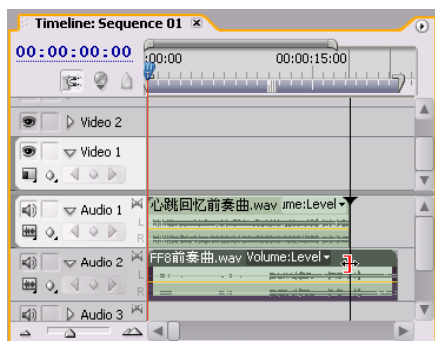 Timeline: Sequence 01
00:00:00:00
:00:00
00:00:15:00
Video 2
Video 1
Audio 1
心跳回忆前奏曲.wav ume:Level
L
R
Audio 2
FF8前奏曲.wav Volume:Level
L
R
Audio 3